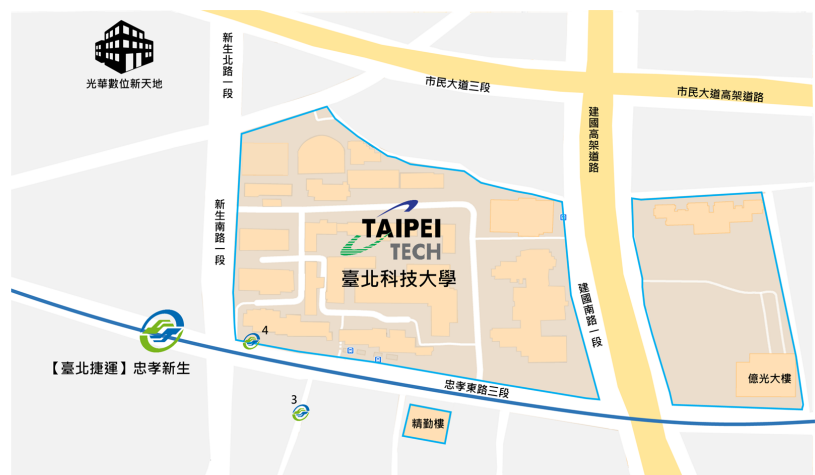 光華數位新天地
新生北路一段
市民大道三段
市民大道高架道路
建國高架道路
新生南路一段
TAIPEI
TECH
臺北科技大學
建國南路一段
4
【臺北捷運】忠孝新生
忠孝東路三段
億光大樓
3
精勤樓